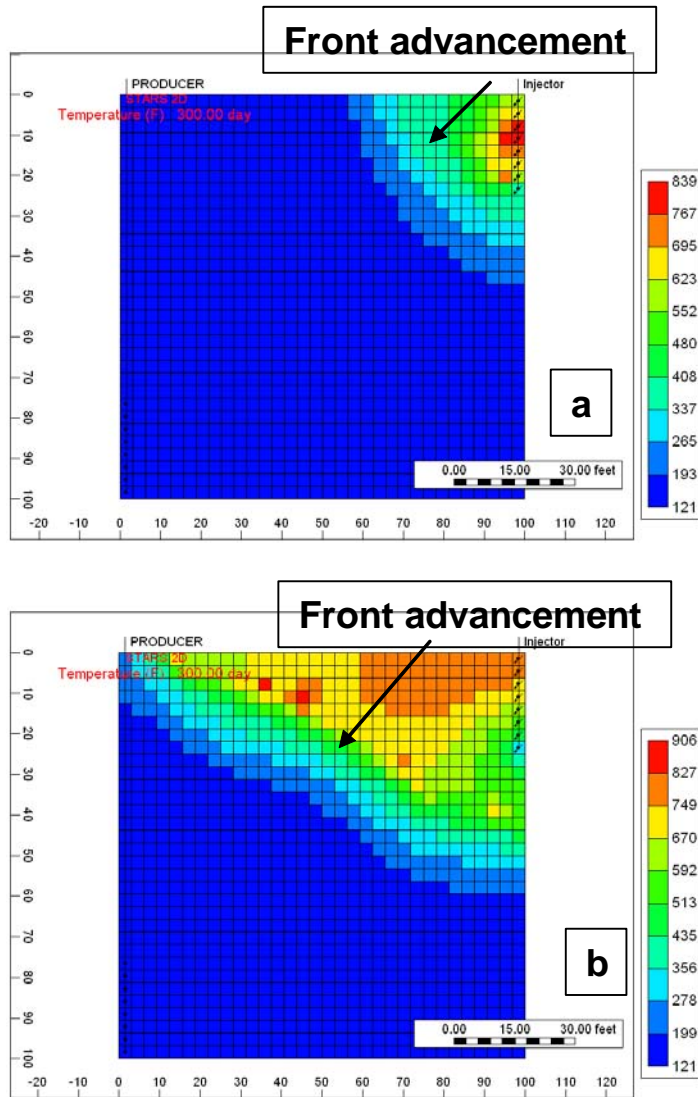 Front advancement
PRODUCER
Injector
STARS 2D
Temperature (F) 300.00 day
0
10
20
30
40
50
60
70
80
90
100
839
767
695
623
552
480
408
337
265
193
121
a
0.00 15.00 30.00 feet
-20 -10 0 10 20 30 40 50 60 70 80 90 100 110 120
Front advancement
PRODUCER
Injector
STARS 2D
Temperature (F) 300.00 day
0
10
20
30
40
50
60
70
80
90
100
906
827
749
670
592
513
435
356
278
199
121
b
0.00 15.00 30.00 feet
-20 -10 0 10 20 30 40 50 60 70 80 90 100 110 120